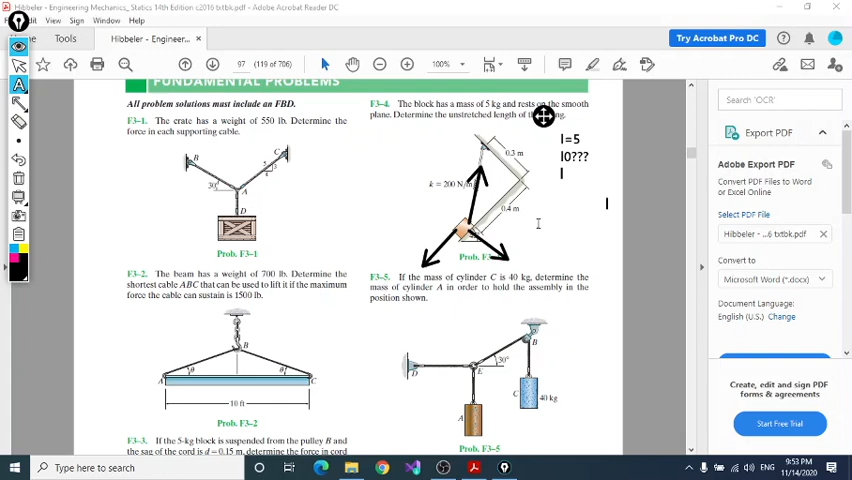 Hibbeler - Engineering Mechanics_ Statics 14th Edition c2016 txtbk.pdf - Adobe Acrobat Reader DC
View Sign Window Help
Tools
Hibbeler - Engineer... ×
Try Acrobat Pro DC
97 (119 of 706)
100%
FUNDAMENTAL PROBLEMS
All problem solutions must include an FBD.
F3–1. The crate has a weight of 550 lb. Determine the
force in each supporting cable.
B
C
5
3
4
30°
A
D
Prob. F3–1
F3–2. The beam has a weight of 700 lb. Determine the
shortest cable ABC that can be used to lift it if the maximum
force the cable can sustain is 1500 lb.
B
θ
θ
A
C
10 ft
Prob. F3–2
F3–3. If the 5-kg block is suspended from the pulley B and
the sag of the cord is d = 0.15 m, determine the force in cord
F3–4. The block has a mass of 5 kg and rests on the smooth
plane. Determine the unstretched length of the
0.3 m
k = 200 N/m
0.4 m
Prob. F3
l=5
l0???
l
l
F3–5. If the mass of cylinder C is 40 kg, determine the
mass of cylinder A in order to hold the assembly in the
position shown.
B
30°
D
E
C
40 kg
A
Prob. F3–5
Search 'OCR'
Export PDF
Adobe Export PDF
Convert PDF Files to Word
or Excel Online
Select PDF File
Hibbeler - ...6 txtbk.pdf ×
Convert to
Microsoft Word (*.docx)
Document Language:
English (U.S.) Change
Create, edit and sign PDF
forms & agreements
Start Free Trial
Type here to search
ENG
9:53 PM
11/14/2020